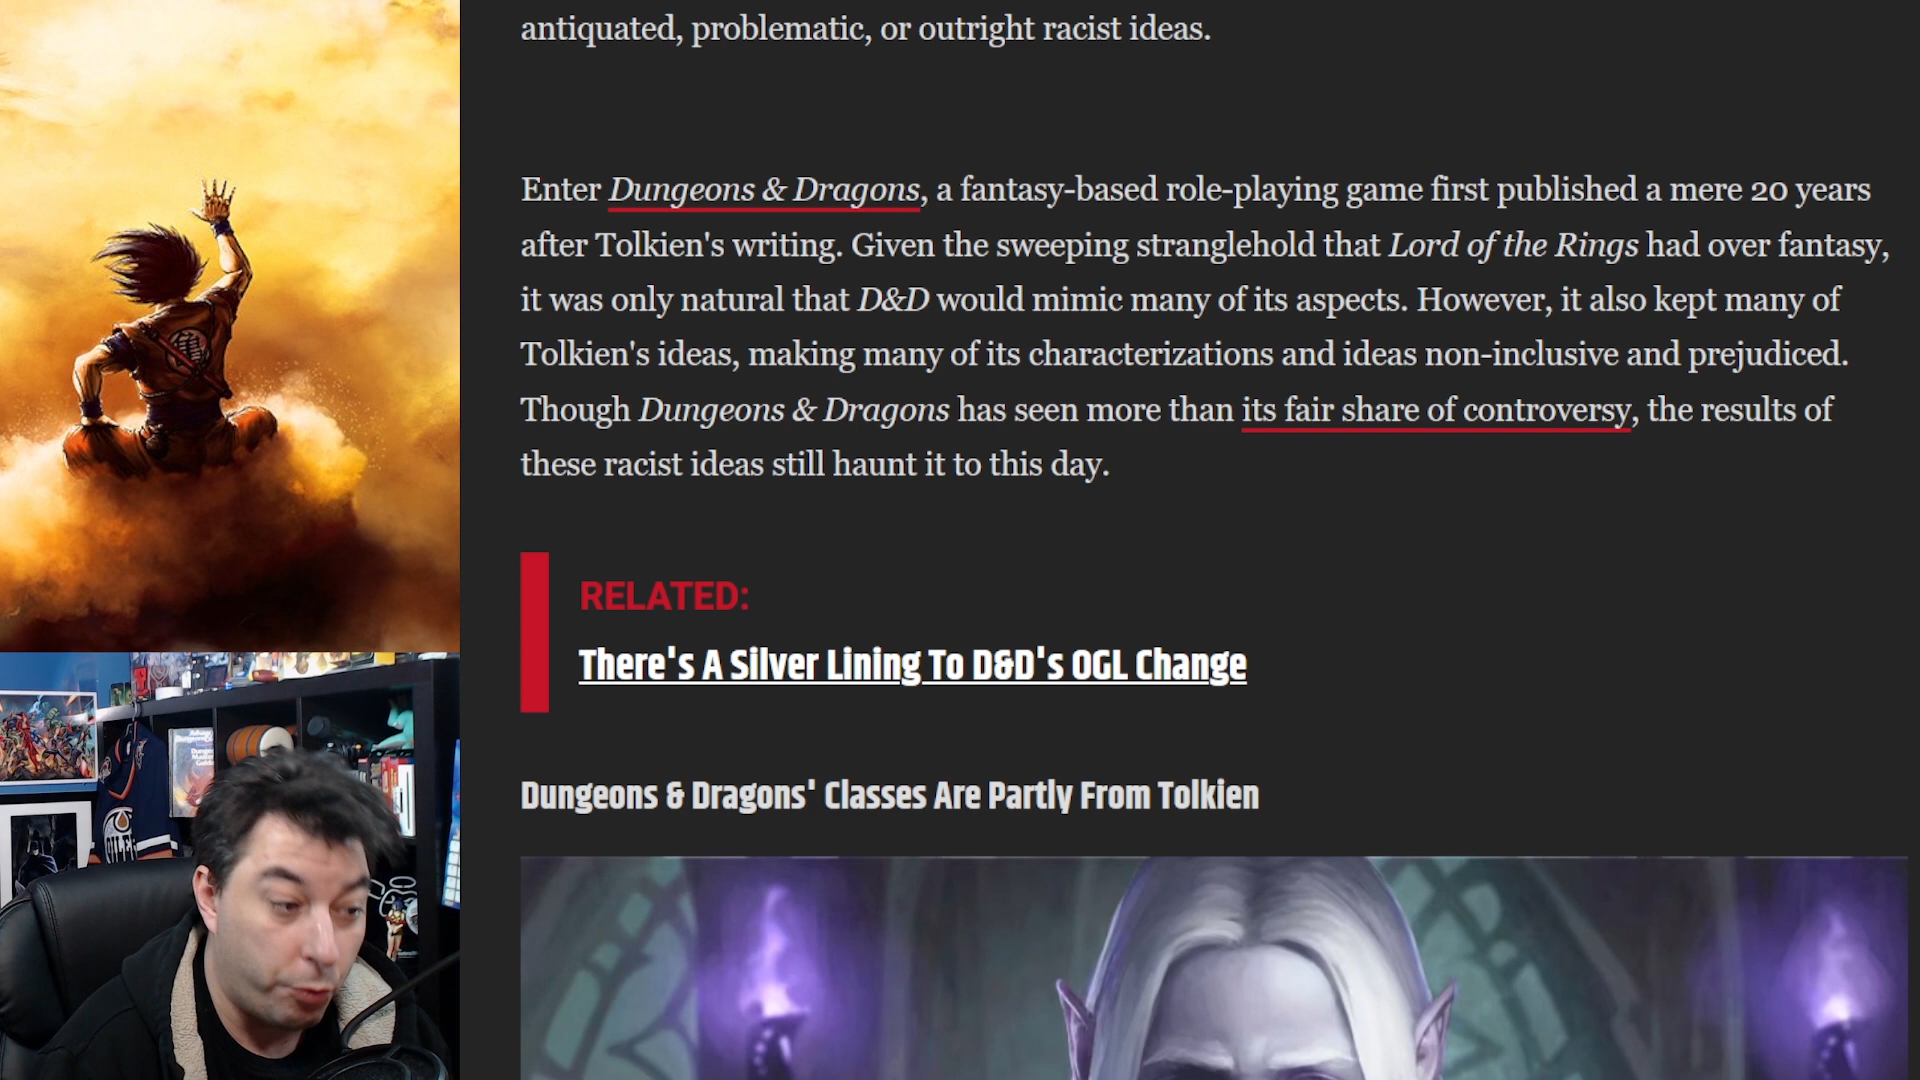 antiquated, problematic, or outright racist ideas.
Enter Dungeons & Dragons, a fantasy-based role-playing game first published a mere 20 years
after Tolkien's writing. Given the sweeping stranglehold that Lord of the Rings had over fantasy,
it was only natural that D&D would mimic many of its aspects. However, it also kept many of
Tolkien's ideas, making many of its characterizations and ideas non-inclusive and prejudiced.
Though Dungeons & Dragons has seen more than its fair share of controversy, the results of
these racist ideas still haunt it to this day.
RELATED:
There's A Silver Lining To D&D's OGL Change
Dungeons & Dragons' Classes Are Partly From Tolkien